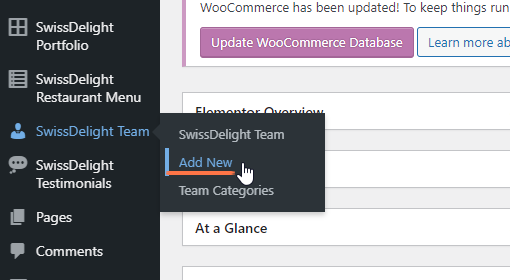 SwissDelight
Portfolio
SwissDelight
Restaurant Menu
SwissDelight Team
SwissDelight
Testimonials
Pages
Comments
WooCommerce has been updated! To keep things run
Update WooCommerce Database
Learn more ab
Elementor Overview
SwissDelight Team
Add New
Team Categories
At a Glance